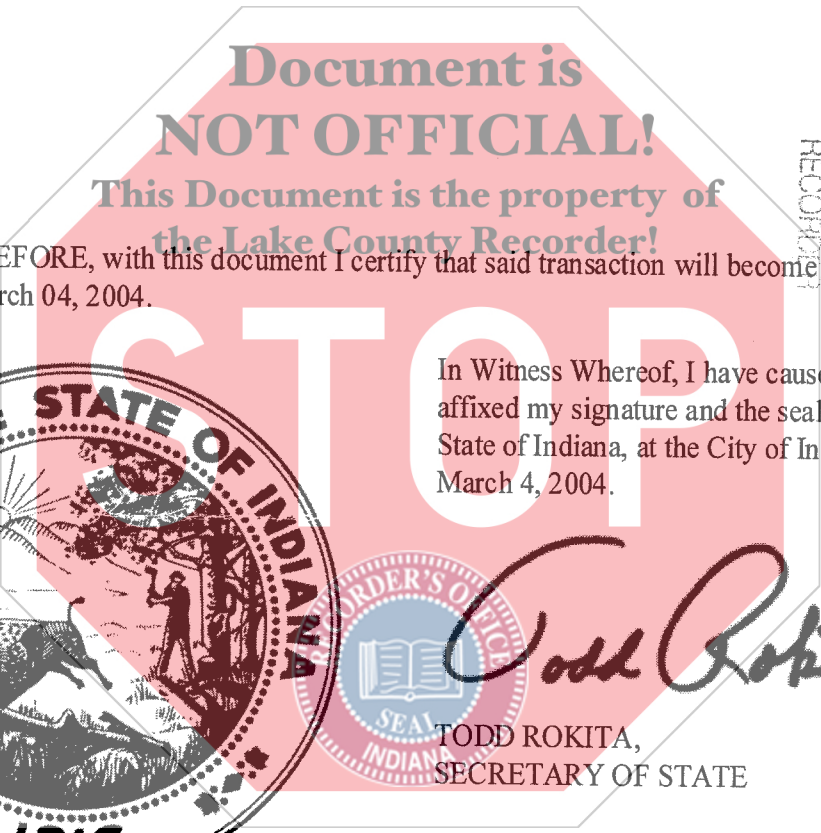 Document is
NOT OFFICIAL!
This Document is the property of
the Lake County Recorder!
RECORDER
EFORE, with this document I certify that said transaction will become
rch 04, 2004.
STOP
In Witness Whereof, I have cause
affixed my signature and the seal
State of Indiana, at the City of In
March 4, 2004.
STATE OF INDIANA
RECORDER'S OFFICE
SEAL
INDIANA
Todd Roki
TODD ROKITA,
SECRETARY OF STATE